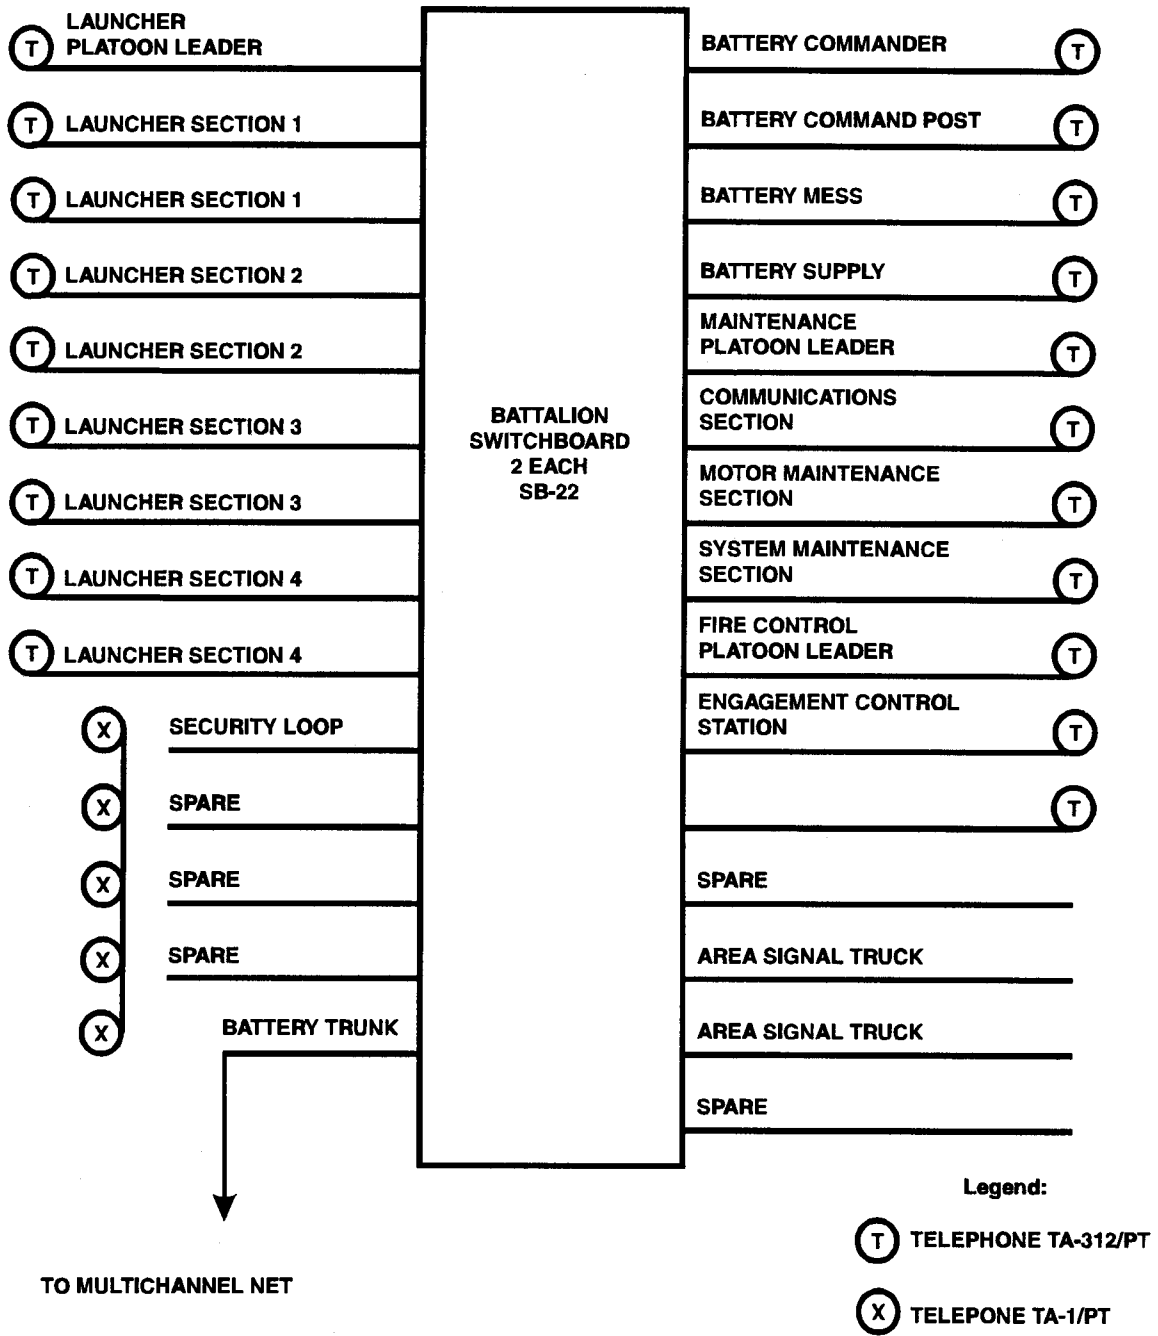 LAUNCHER
PLATOON LEADER
T
LAUNCHER SECTION 1
T
LAUNCHER SECTION 1
T
LAUNCHER SECTION 2
T
LAUNCHER SECTION 2
T
LAUNCHER SECTION 3
T
LAUNCHER SECTION 3
T
LAUNCHER SECTION 4
T
LAUNCHER SECTION 4
T
SECURITY LOOP
X
SPARE
X
SPARE
X
SPARE
X
BATTERY TRUNK
X
TO MULTICHANNEL NET
BATTALION
SWITCHBOARD
2 EACH
SB-22
BATTERY COMMANDER
T
BATTERY COMMAND POST
T
BATTERY MESS
T
BATTERY SUPPLY
T
MAINTENANCE
PLATOON LEADER
T
COMMUNICATIONS
SECTION
T
MOTOR MAINTENANCE
SECTION
T
SYSTEM MAINTENANCE
SECTION
T
FIRE CONTROL
PLATOON LEADER
T
ENGAGEMENT CONTROL
STATION
T
T
SPARE
AREA SIGNAL TRUCK
AREA SIGNAL TRUCK
SPARE
Legend:
T TELEPHONE TA-312/PT
X TELEPONE TA-1/PT